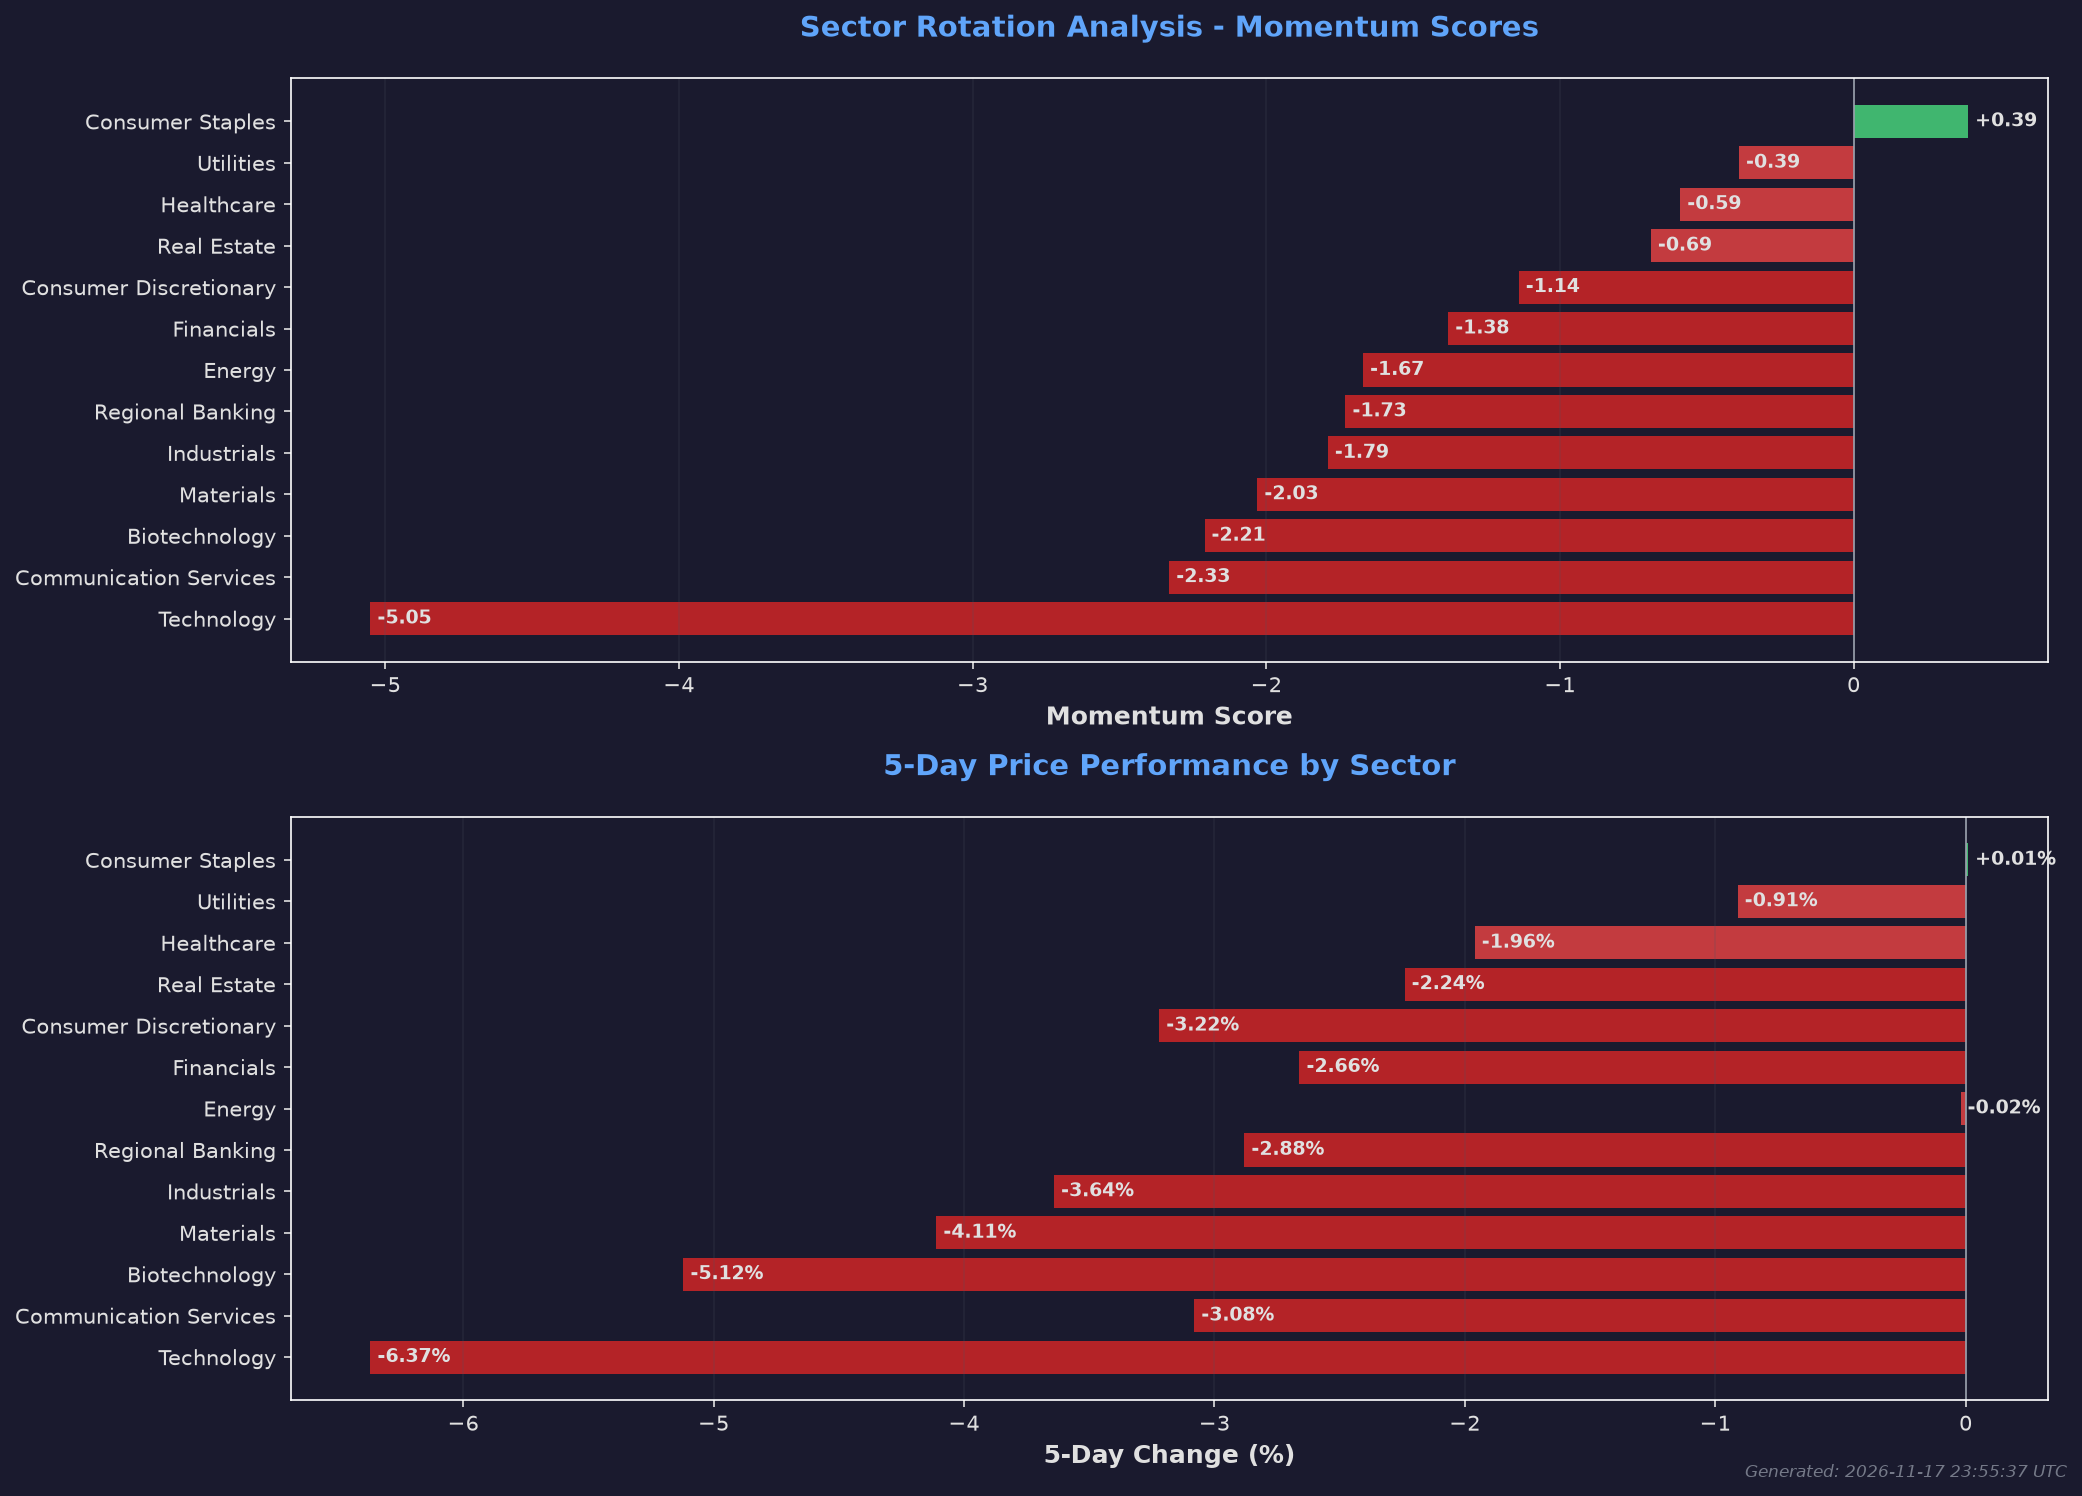 Sector Rotation Analysis - Momentum Scores
Consumer Staples +0.39
Utilities -0.39
Healthcare -0.59
Real Estate -0.69
Consumer Discretionary -1.14
Financials -1.38
Energy -1.67
Regional Banking -1.73
Industrials -1.79
Materials -2.03
Biotechnology -2.21
Communication Services -2.33
Technology -5.05
−5 −4 −3 −2 −1 0
Momentum Score
5-Day Price Performance by Sector
Consumer Staples +0.01%
Utilities -0.91%
Healthcare -1.96%
Real Estate -2.24%
Consumer Discretionary -3.22%
Financials -2.66%
Energy -0.02%
Regional Banking -2.88%
Industrials -3.64%
Materials -4.11%
Biotechnology -5.12%
Communication Services -3.08%
Technology -6.37%
−6 −5 −4 −3 −2 −1 0
5-Day Change (%)
Generated: 2026-11-17 23:55:37 UTC